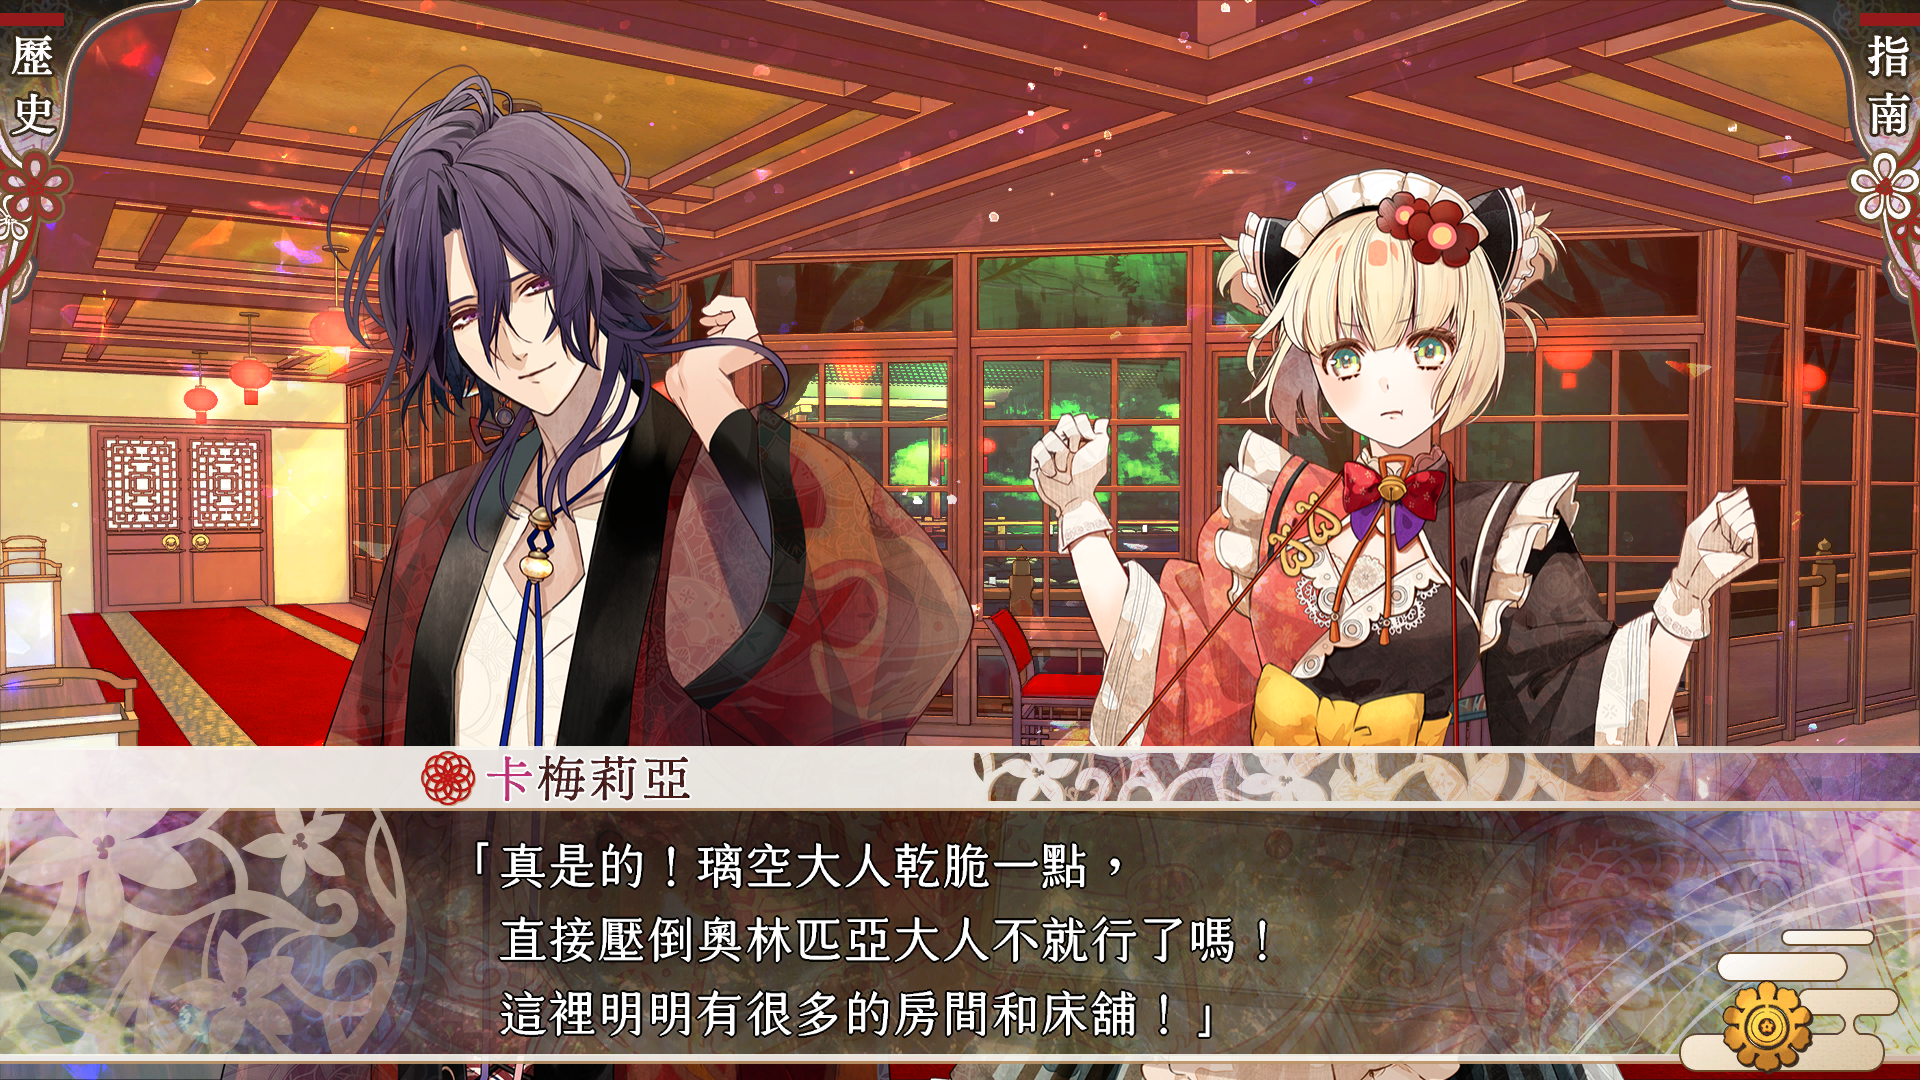 歷史
指南
卡梅莉亞
「真是的！璃空大人乾脆一點，
直接壓倒奧林匹亞大人不就行了嗎！
這裡明明有很多的房間和床舖！」